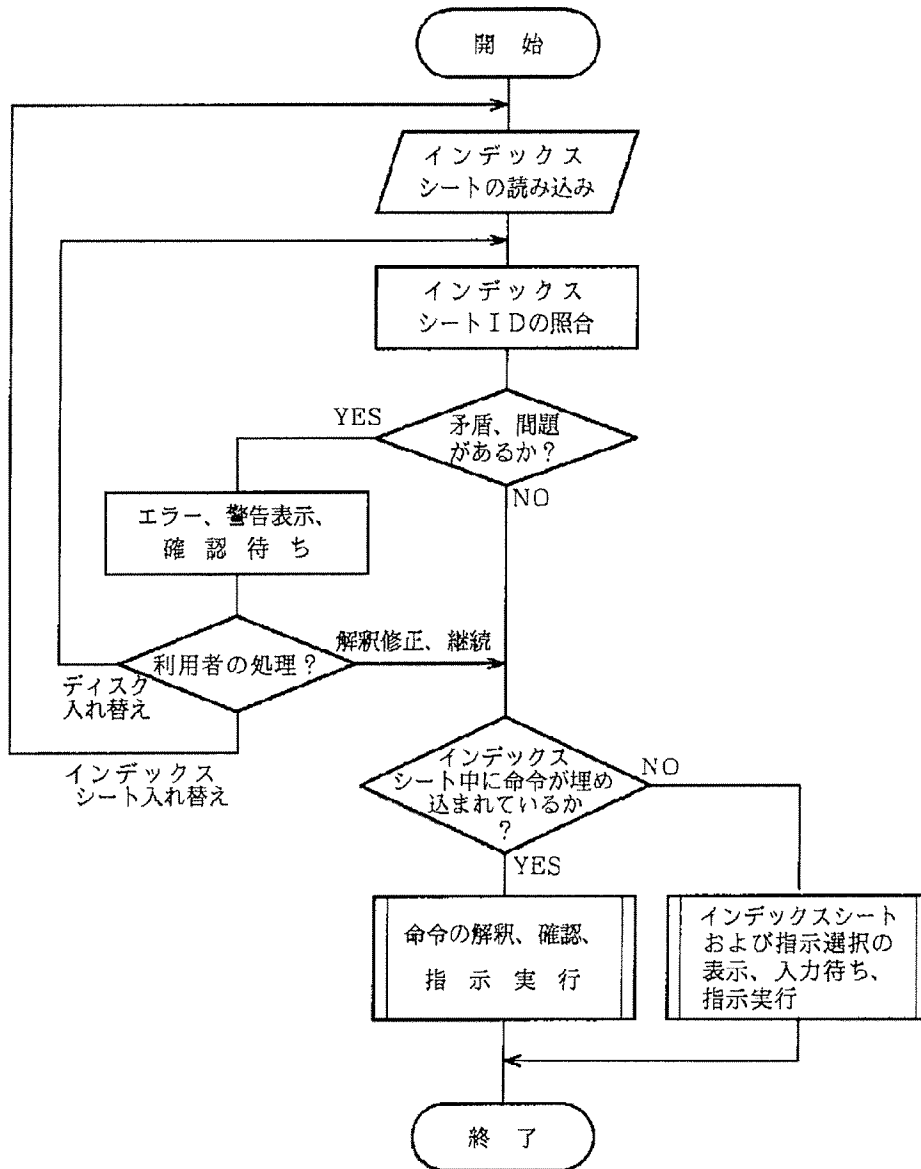 開 始
インデックス
シートの読み込み
インデックス
シートIDの照合
YES
矛盾、問題
があるか?
NO
エラー、警告表示、
確 認 待 ち
利用者の処理?
解釈修正、継続
ディスク
入れ替え
インデックス
シート入れ替え
インデックス
シート中に命令が埋め
込まれているか
?
NO
YES
命令の解釈、確認、
指 示 実 行
インデックスシート
および指示選択の
表示、入力待ち、
指示実行
終 了